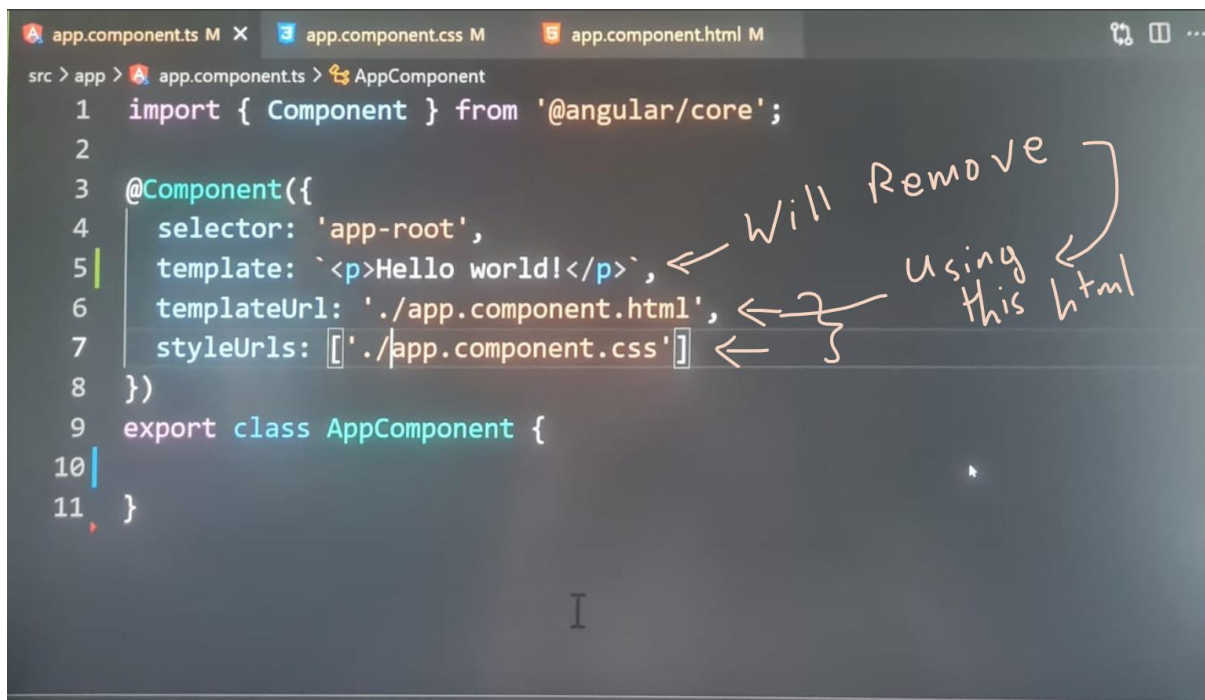 app.component.ts M × app.component.css M app.component.html M ...
src > app > app.component.ts > AppComponent
1 import { Component } from '@angular/core';
2
3 @Component({
4 selector: 'app-root',
5 template: `<p>Hello world!</p>`,
6 templateUrl: './app.component.html',
7 styleUrls: ['./app.component.css']
8 })
9 export class AppComponent {
10
11 }
Will Remove
using
this html